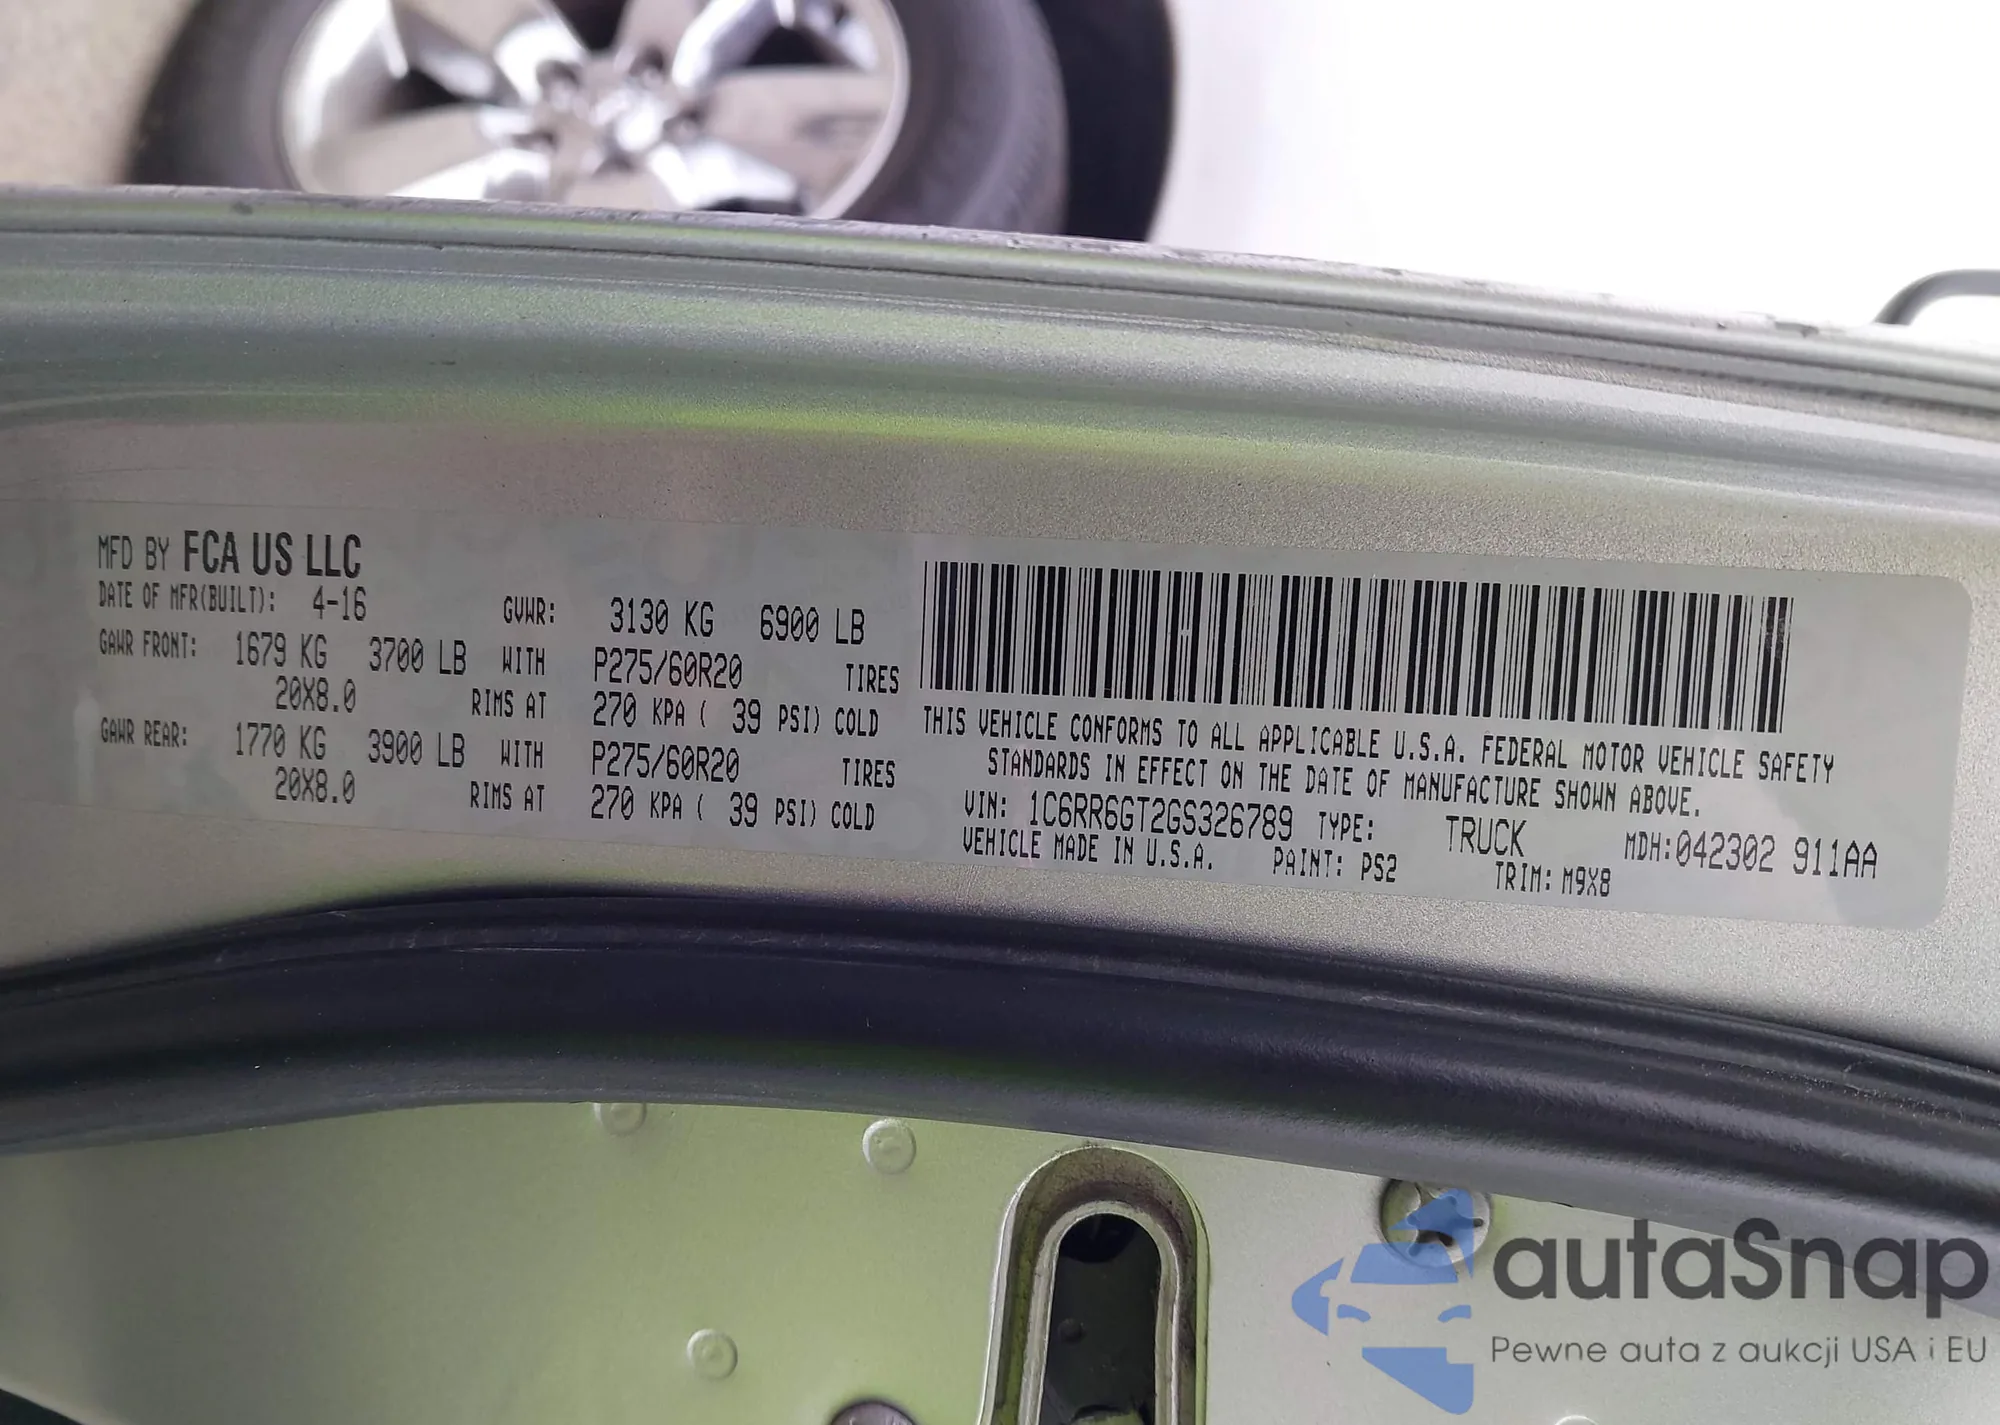 MFD BY FCA US LLC
DATE OF MFR(BUILT): 4-16 GVWR: 3130 KG 6900 LB
GAWR FRONT: 1679 KG 3700 LB WITH P275/60R20 TIRES
20X8.0 RIMS AT 270 KPA ( 39 PSI) COLD
GAWR REAR: 1770 KG 3900 LB WITH P275/60R20 TIRES
20X8.0 RIMS AT 270 KPA ( 39 PSI) COLD
THIS VEHICLE CONFORMS TO ALL APPLICABLE U.S.A. FEDERAL MOTOR VEHICLE SAFETY
STANDARDS IN EFFECT ON THE DATE OF MANUFACTURE SHOWN ABOVE.
VIN: 1C6RR6GT2GS326789 TYPE: TRUCK MDH:042302 911AA
VEHICLE MADE IN U.S.A. PAINT: PS2 TRIM: M9X8
autaSnap
Pewne auta z aukcji USA i EU